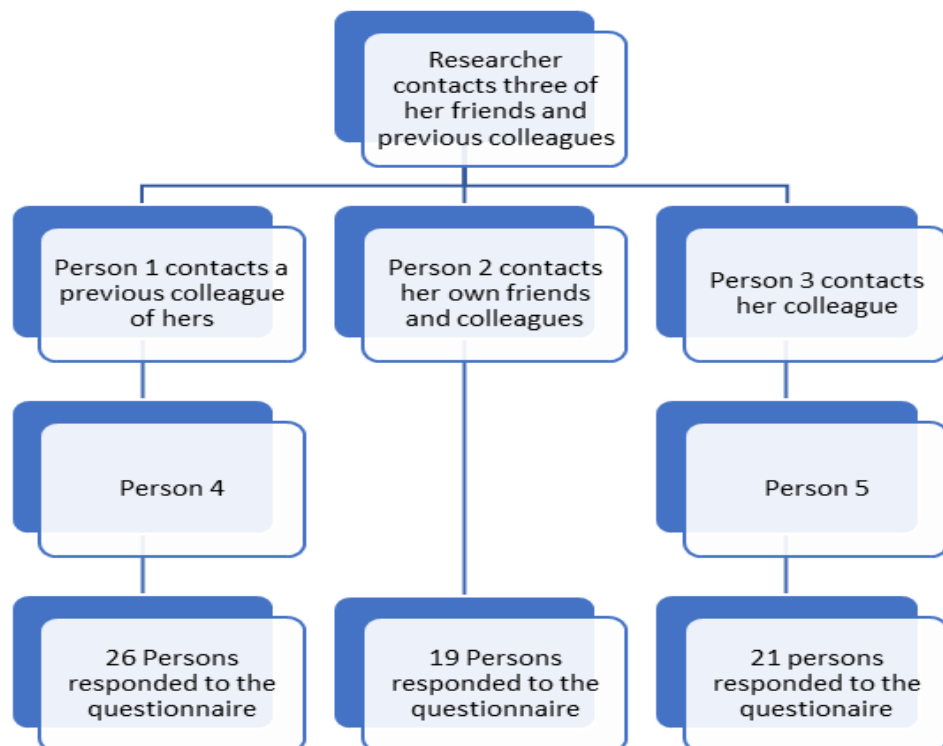 Researcher
contacts three of
her friends and
previous colleagues
Person 1 contacts a
previous colleague
of hers
Person 2 contacts
her own friends
and colleagues
Person 3 contacts
her colleague
Person 4
Person 5
26 Persons
responded to the
questionnaire
19 Persons
responded to the
questionnaire
21 persons
responded to the
questionaire